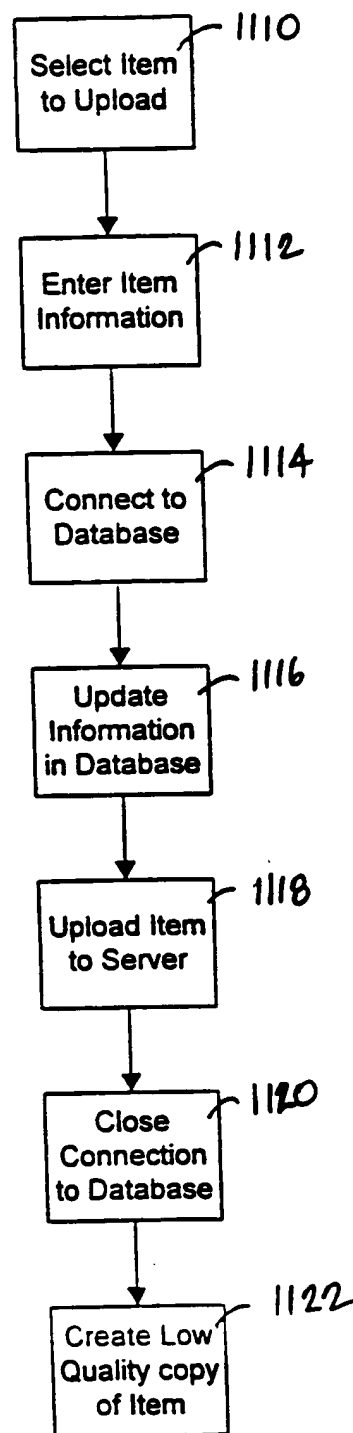 1110
Select Item
to Upload
1112
Enter Item
Information
1114
Connect to
Database
1116
Update
Information
in Database
1118
Upload Item
to Server
1120
Close
Connection
to Database
1122
Create Low
Quality copy
of Item